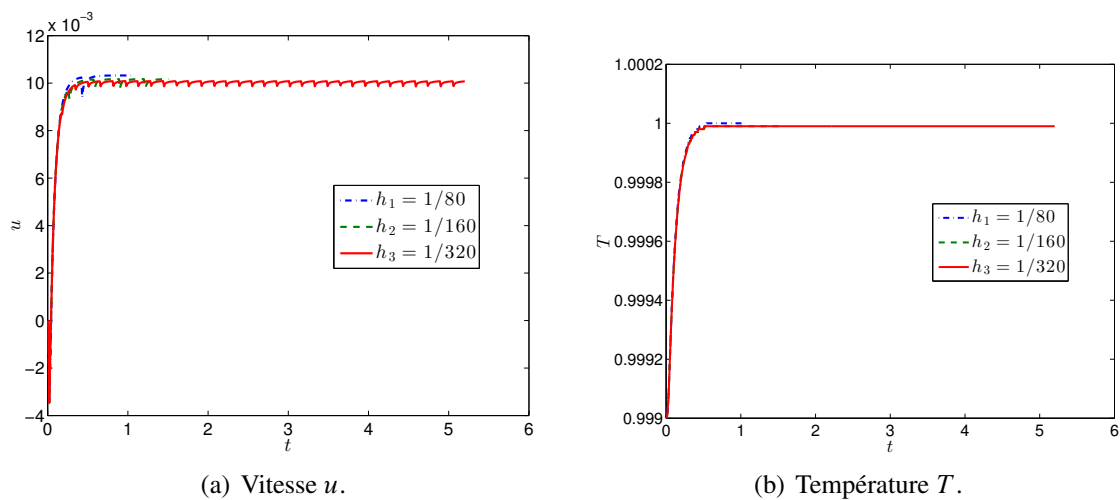 x 10⁻³
12
10
8
6
4
2
0
−2
−4
0 1 2 3 4 5 6
u
t
h₁ = 1/80
h₂ = 1/160
h₃ = 1/320
(a) Vitesse u.
1.0002
1
0.9998
0.9996
0.9994
0.9992
0.999
0 1 2 3 4 5 6
T
t
h₁ = 1/80
h₂ = 1/160
h₃ = 1/320
(b) Température T.